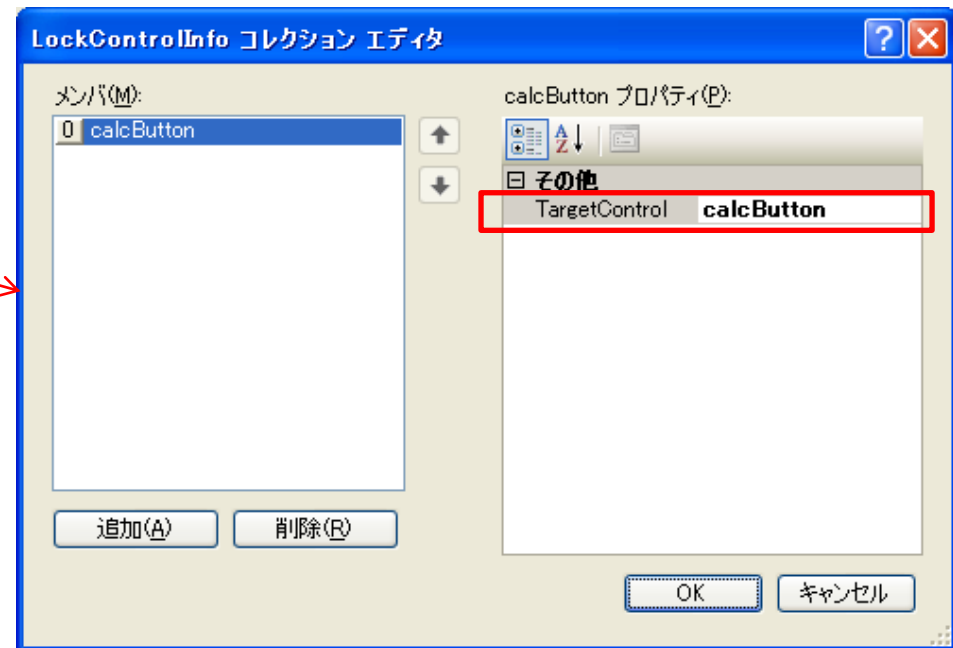 LockControlInfo コレクション エディタ
メンバ(M):
0 calcButton
追加(A) 削除(R)
calcButton プロパティ(P):
その他
TargetControl calcButton
OK キャンセル